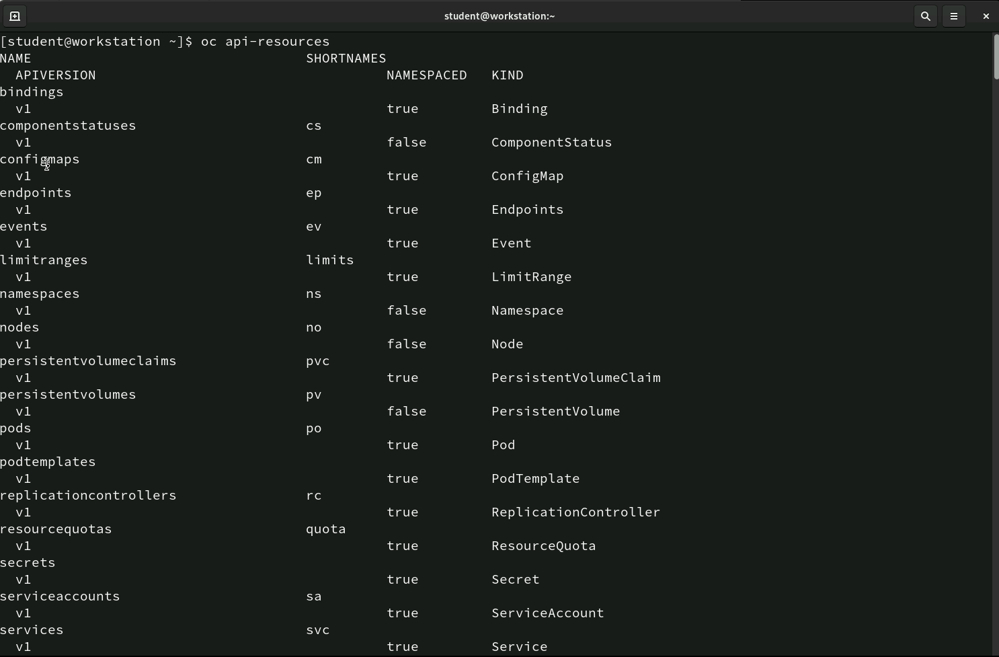 student@workstation:~
[student@workstation ~]$ oc api-resources
NAME                                  SHORTNAMES
  APIVERSION                                    NAMESPACED   KIND
bindings
  v1                                            true         Binding
componentstatuses                     cs
  v1                                            false        ComponentStatus
configmaps                            cm
  v1                                            true         ConfigMap
endpoints                             ep
  v1                                            true         Endpoints
events                                ev
  v1                                            true         Event
limitranges                           limits
  v1                                            true         LimitRange
namespaces                            ns
  v1                                            false        Namespace
nodes                                 no
  v1                                            false        Node
persistentvolumeclaims                pvc
  v1                                            true         PersistentVolumeClaim
persistentvolumes                     pv
  v1                                            false        PersistentVolume
pods                                  po
  v1                                            true         Pod
podtemplates
  v1                                            true         PodTemplate
replicationcontrollers                rc
  v1                                            true         ReplicationController
resourcequotas                        quota
  v1                                            true         ResourceQuota
secrets
  v1                                            true         Secret
serviceaccounts                       sa
  v1                                            true         ServiceAccount
services                              svc
  v1                                            true         Service